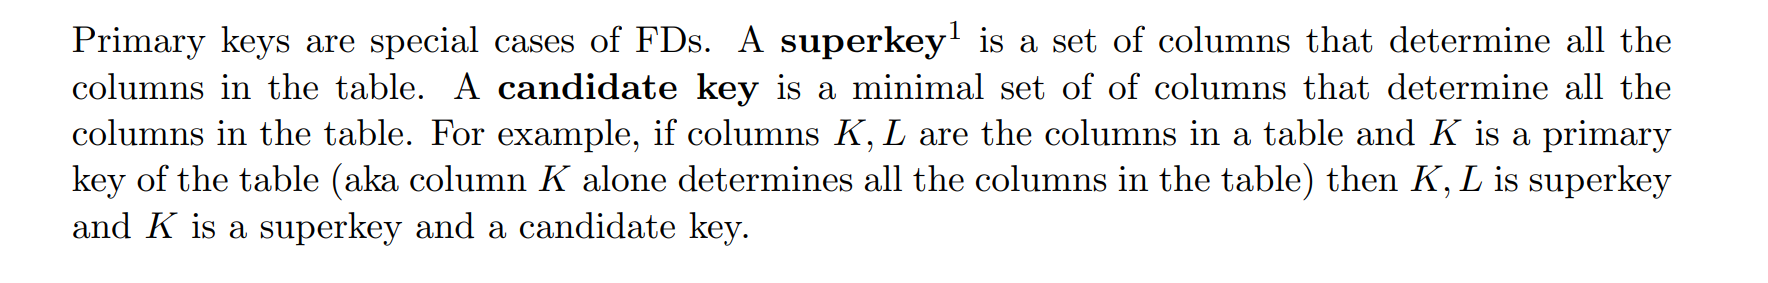 Primary keys are special cases of FDs. A superkey¹ is a set of columns that determine all the
columns in the table. A candidate key is a minimal set of of columns that determine all the
columns in the table. For example, if columns K, L are the columns in a table and K is a primary
key of the table (aka column K alone determines all the columns in the table) then K, L is superkey
and K is a superkey and a candidate key.